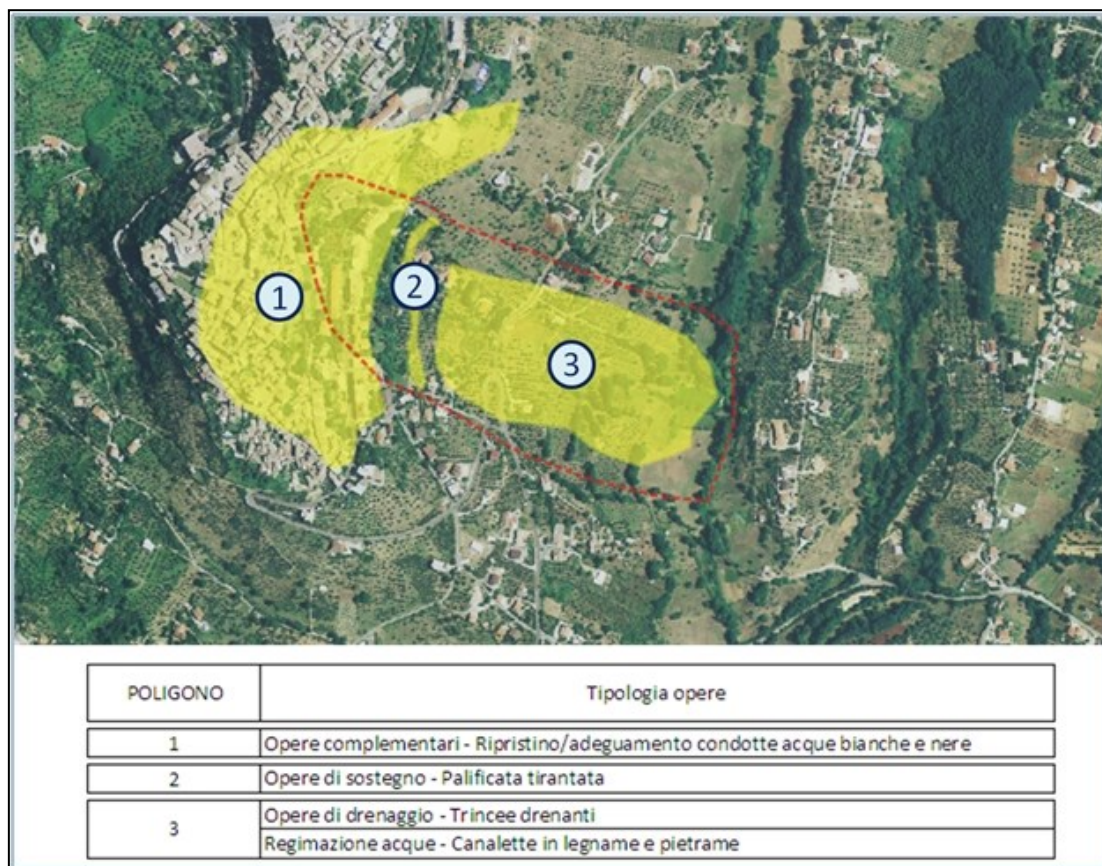 1
2
3
POLIGONO Tipologia opere
1 Opere complementari - Ripristino/adeguamento condotte acque bianche e nere
2 Opere di sostegno - Palificata tirantata
3 Opere di drenaggio - Trincee drenanti
Regimazione acque - Canalette in legname e pietrame